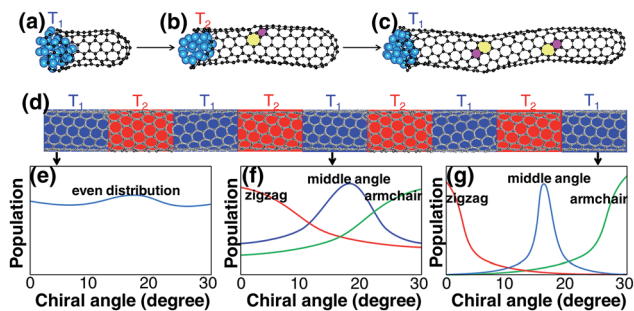 (a) T1 (b) T2 (c) T1
(d) T1 T2 T1 T2 T1 T2 T1 T2 T1
(e)
even distribution
Population
0 10 20 30
Chiral angle (degree)
(f)
middle angle
zigzag armchair
Population
0 10 20 30
Chiral angle (degree)
(g)
middle angle
zigzag armchair
Population
0 10 20 30
Chiral angle (degree)